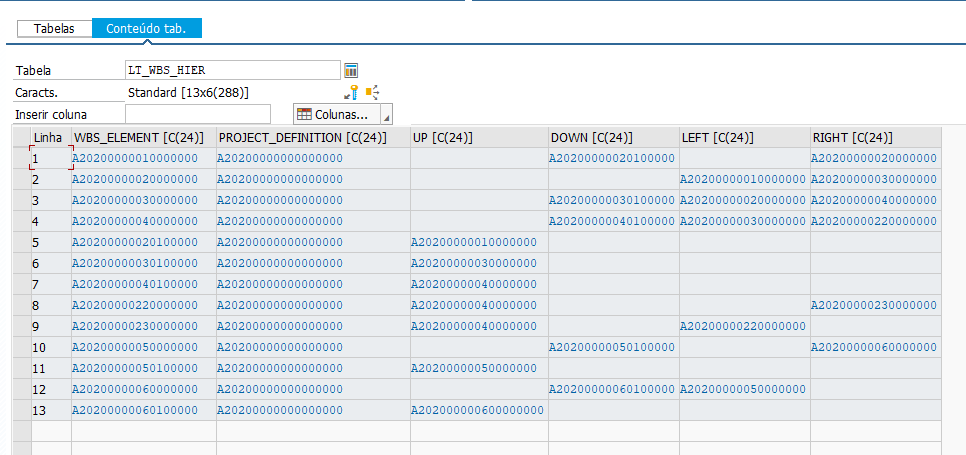 Tabelas Conteúdo tab.
Tabela LT_WBS_HIER
Caracts. Standard [13x6(288)]
Inserir coluna Colunas...
Linha WBS_ELEMENT [C(24)] PROJECT_DEFINITION [C(24)] UP [C(24)] DOWN [C(24)] LEFT [C(24)] RIGHT [C(24)]
1 A20200000010000000 A20200000000000000 A20200000020100000 A20200000020000000
2 A20200000020000000 A20200000000000000 A20200000010000000 A20200000030000000
3 A20200000030000000 A20200000000000000 A20200000030100000 A20200000020000000 A20200000040000000
4 A20200000040000000 A20200000000000000 A20200000040100000 A20200000030000000 A20200000220000000
5 A20200000020100000 A20200000000000000 A20200000010000000
6 A20200000030100000 A20200000000000000 A20200000030000000
7 A20200000040100000 A20200000000000000 A20200000040000000
8 A20200000220000000 A20200000000000000 A20200000040000000 A20200000230000000
9 A20200000230000000 A20200000000000000 A20200000040000000 A20200000220000000
10 A20200000050000000 A20200000000000000 A20200000050100000 A20200000060000000
11 A20200000050100000 A20200000000000000 A20200000050000000
12 A20200000060000000 A20200000000000000 A20200000060100000 A20200000050000000
13 A20200000060100000 A20200000000000000 A202000000600000000